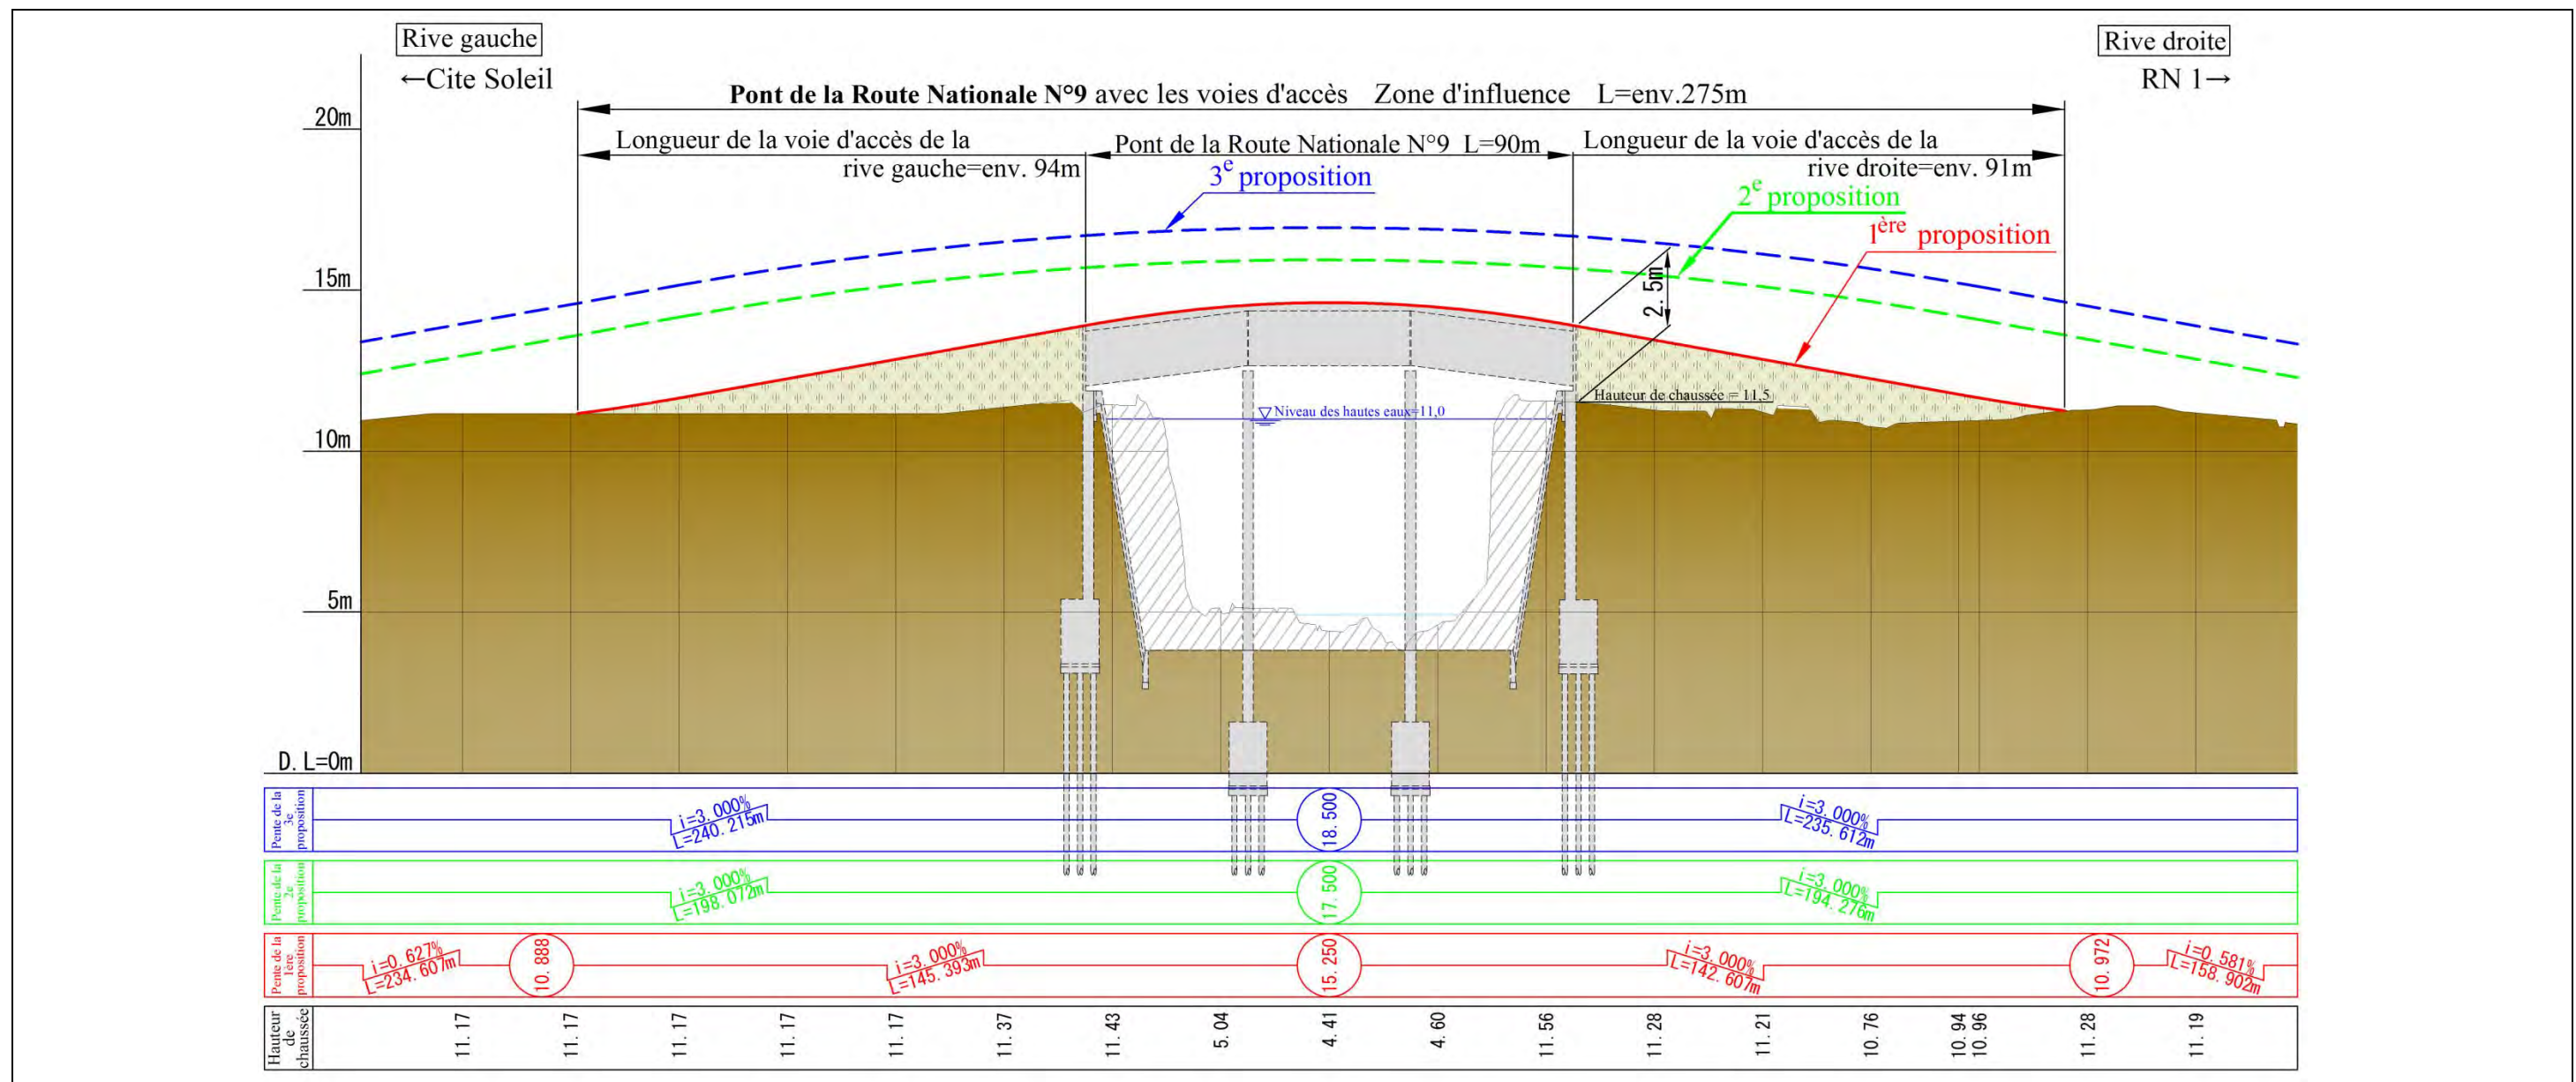 Rive gauche
←Cite Soleil
Rive droite
RN 1→
Pont de la Route Nationale N°9 avec les voies d'accès Zone d'influence L=env.275m
Longueur de la voie d'accès de la
rive gauche=env. 94m
Pont de la Route Nationale N°9 L=90m
Longueur de la voie d'accès de la
rive droite=env. 91m
3e proposition
2e proposition
1ère proposition
20m
15m
10m
5m
D.L=0m
2.5m
Hauteur de chaussée = 11,5
Niveau des hautes eaux=11,0
Pente de la
3e
proposition
i=3.000%
L=240.215m
18.500
i=3.000%
L=235.612m
Pente de la
2e
proposition
i=3.000%
L=198.072m
17.500
i=3.000%
L=194.276m
Pente de la
1ère
proposition
i=0.627%
L=234.607m
10.888
i=3.000%
L=145.393m
15.250
i=3.000%
L=142.607m
10.972
i=0.581%
L=158.902m
Hauteur
de
chaussée
11.17
11.17
11.17
11.17
11.17
11.37
11.43
5.04
4.41
4.60
11.56
11.28
11.21
10.76
10.94
10.96
11.28
11.19